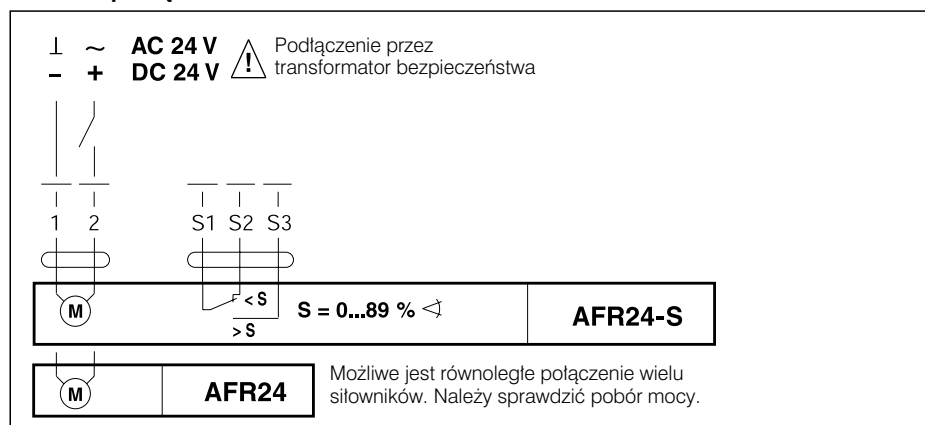 ⊥ ~ AC 24 V
– + DC 24 V
Podłączenie przez
transformator bezpieczeństwa
1 2 S1 S2 S3
M < S
> S
S = 0...89 % ∢
AFR24-S
M AFR24
Możliwe jest równoległe połączenie wielu
siłowników. Należy sprawdzić pobór mocy.